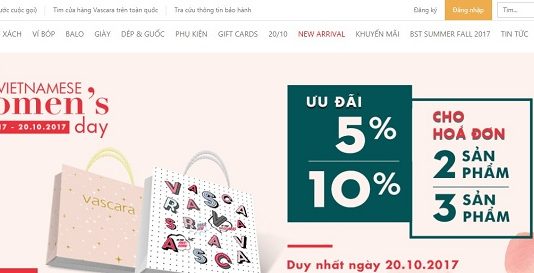 ước cuộc gọi) Tìm cửa hàng Vascara trên toàn quốc Tra cứu thông tin bảo hành Đăng ký Đăng nhập Tìm...
XÁCH VÍ BÓP BALO GIÀY DÉP & GUỐC PHỤ KIỆN GIFT CARDS 20/10 NEW ARRIVAL KHUYẾN MÃI BST SUMMER FALL 2017 TIN TỨC
VIETNAMESE
omen's
17 - 20.10.2017 day
vascara
VASCARA
ƯU ĐÃI
5%
10%
CHO
HOÁ ĐƠN
2 SẢN PHẨM
3 SẢN PHẨM
Duy nhất ngày 20.10.2017